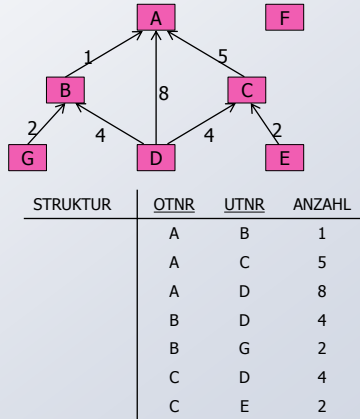 A F
1 5
B 8 C
2 4 4 2
G D E
STRUKTUR OTNR UTNR ANZAHL
A B 1
A C 5
A D 8
B D 4
B G 2
C D 4
C E 2